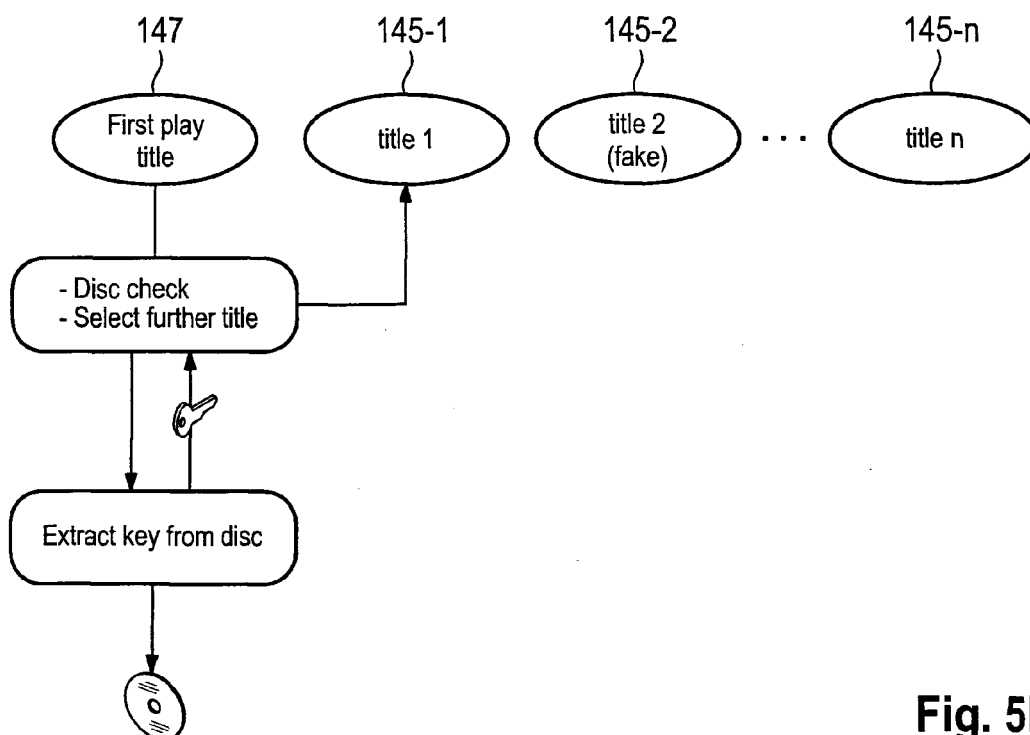 147
145-1
145-2
145-n
First play
title
title 1
title 2
(fake)
. . .
title n
- Disc check
- Select further title
Extract key from disc
Fig. 5